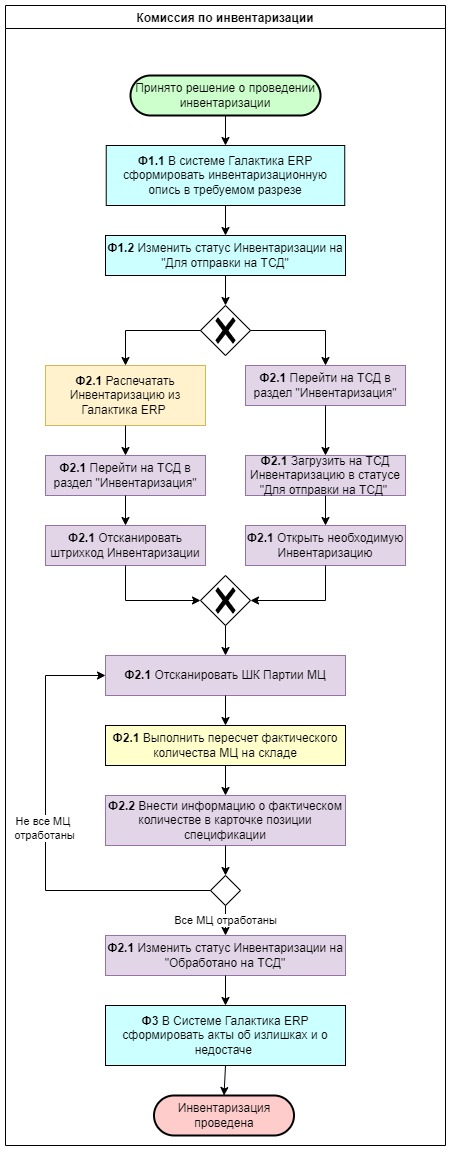 Комиссия по инвентаризации
Принято решение о проведении
инвентаризации
Ф1.1 В системе Галактика ERP
сформировать инвентаризационную
опись в требуемом разрезе
Ф1.2 Изменить статус Инвентаризации на
"Для отправки на ТСД"
Ф2.1 Распечатать
Инвентаризацию из
Галактика ERP
Ф2.1 Перейти на ТСД в
раздел "Инвентаризация"
Ф2.1 Перейти на ТСД в
раздел "Инвентаризация"
Ф2.1 Загрузить на ТСД
Инвентаризацию в статусе
"Для отправки на ТСД"
Ф2.1 Отсканировать
штрихкод Инвентаризации
Ф2.1 Открыть необходимую
Инвентаризацию
Ф2.1 Отсканировать ШК Партии МЦ
Ф2.1 Выполнить пересчет фактического
количества МЦ на складе
Ф2.2 Внести информацию о фактическом
количестве в карточке позиции
спецификации
Не все МЦ
отработаны
Все МЦ отработаны
Ф2.1 Изменить статус Инвентаризации на
"Обработано на ТСД"
Ф3 В Системе Галактика ERP
сформировать акты об излишках и о
недостаче
Инвентаризация
проведена